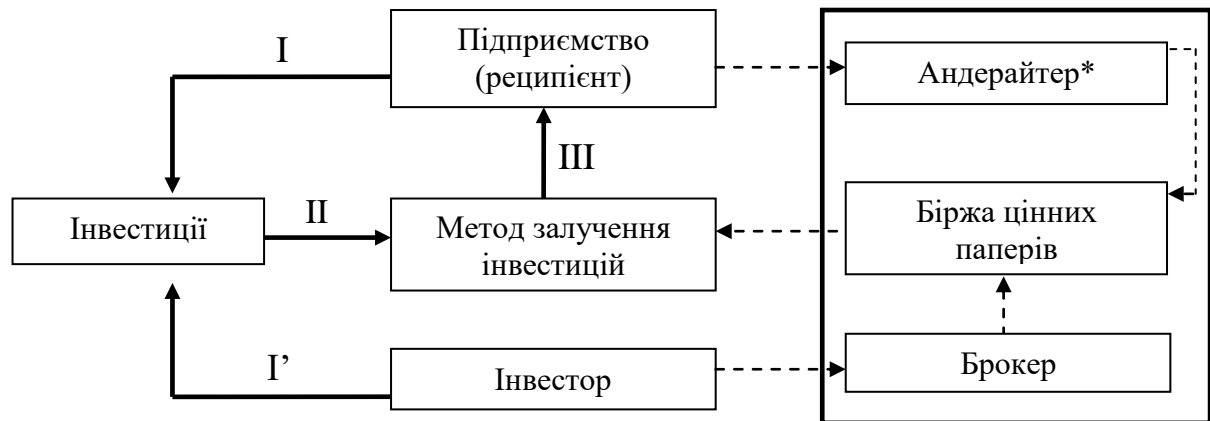 I
Підприємство
(реципієнт)
Андерайтер*
III
Інвестиції
II
Метод залучення
інвестицій
Біржа цінних
паперів
I’
Інвестор
Брокер